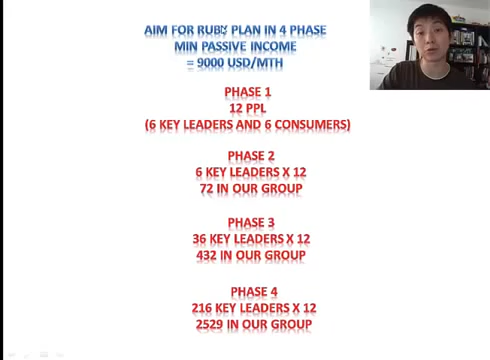 AIM FOR RUBY PLAN IN 4 PHASE
MIN PASSIVE INCOME
= 9000 USD/MTH
PHASE 1
12 PPL
(6 KEY LEADERS AND 6 CONSUMERS)
PHASE 2
6 KEY LEADERS X 12
72 IN OUR GROUP
PHASE 3
36 KEY LEADERS X 12
432 IN OUR GROUP
PHASE 4
216 KEY LEADERS X 12
2529 IN OUR GROUP